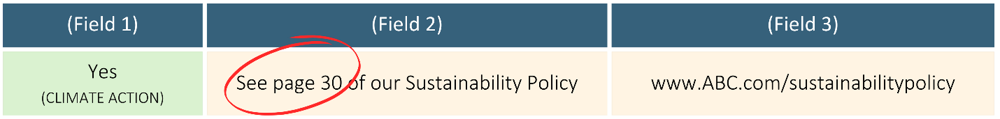 (Field 1)
(Field 2)
(Field 3)
Yes
(CLIMATE ACTION)
See page 30 of our Sustainability Policy
www.ABC.com/sustainabilitypolicy